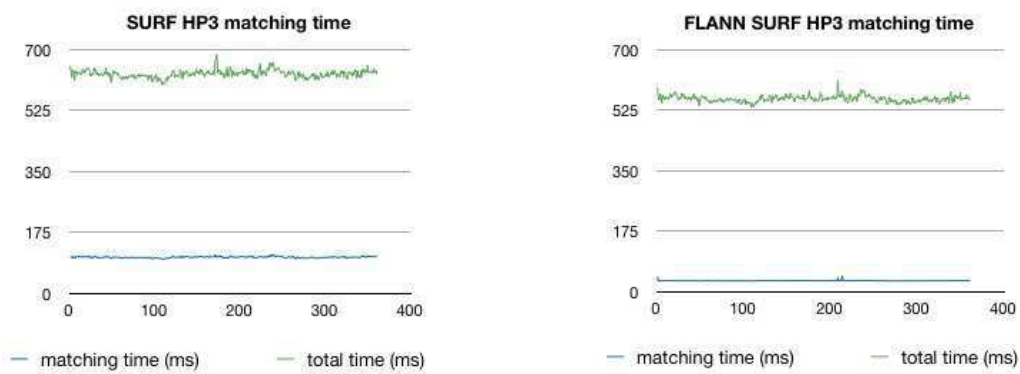 SURF HP3 matching time
700
525
350
175
0
0 100 200 300 400
matching time (ms) total time (ms)
FLANN SURF HP3 matching time
700
525
350
175
0
0 100 200 300 400
matching time (ms) total time (ms)